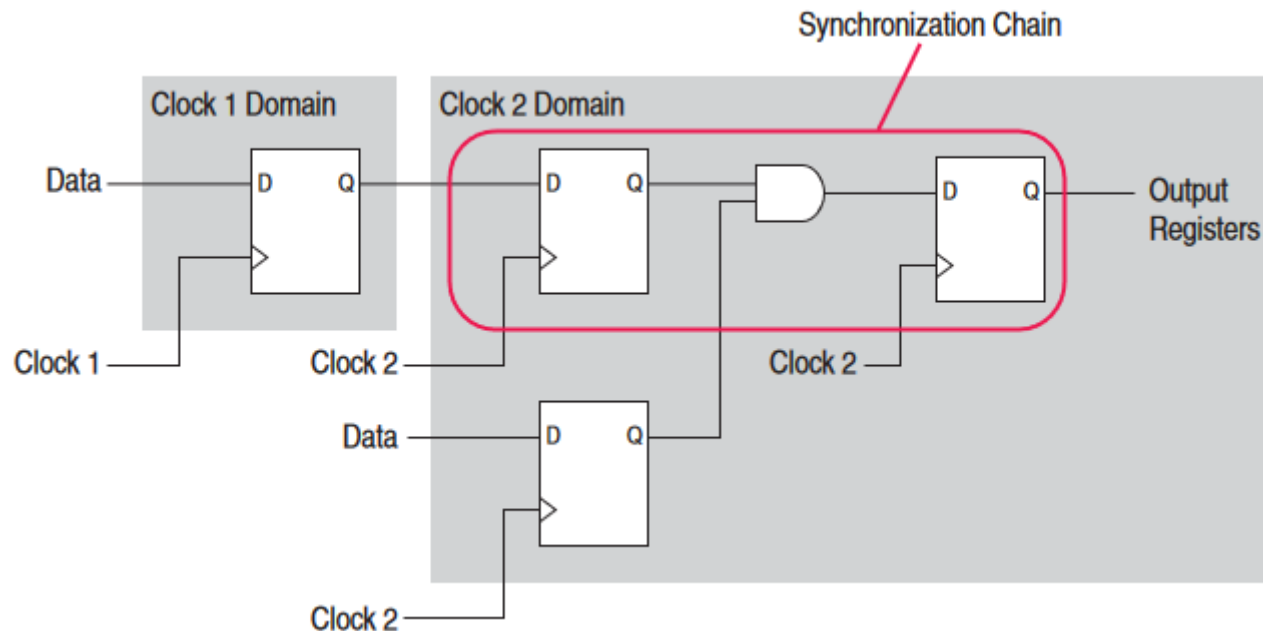 Synchronization Chain
Clock 1 Domain
Clock 2 Domain
Data
D
Q
D
Q
D
Q
Output
Registers
Clock 1
Clock 2
Clock 2
Data
D
Q
Clock 2